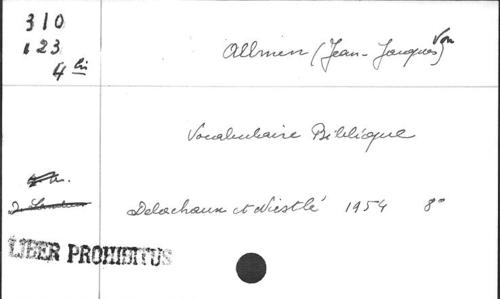 310
123
4 bis
Allmen (Jean-Jacques) Von
Vocabulaire Biblique
Delachaux et Niestlé 1954 8°
LIBER PROHIBITUS